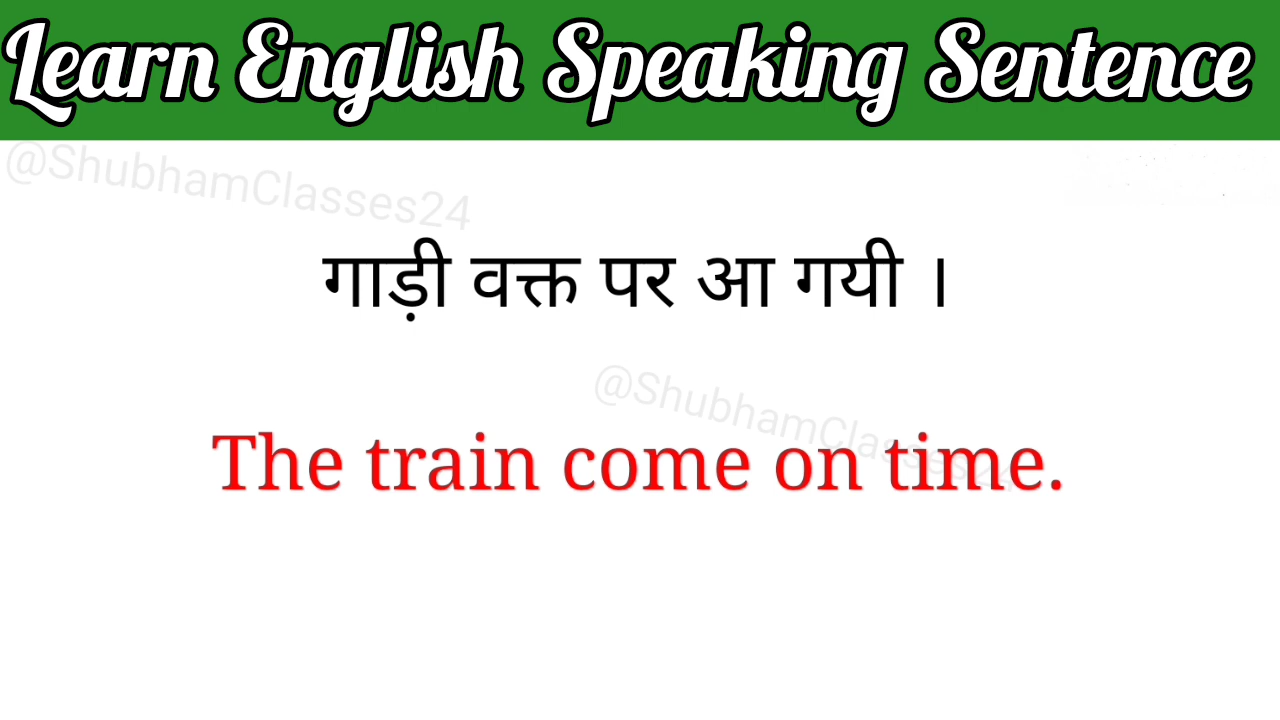 Learn English Speaking Sentence
@ShubhamClasses24
गाड़ी वक्त पर आ गयी ।
@ShubhamClasses24
The train come on time.